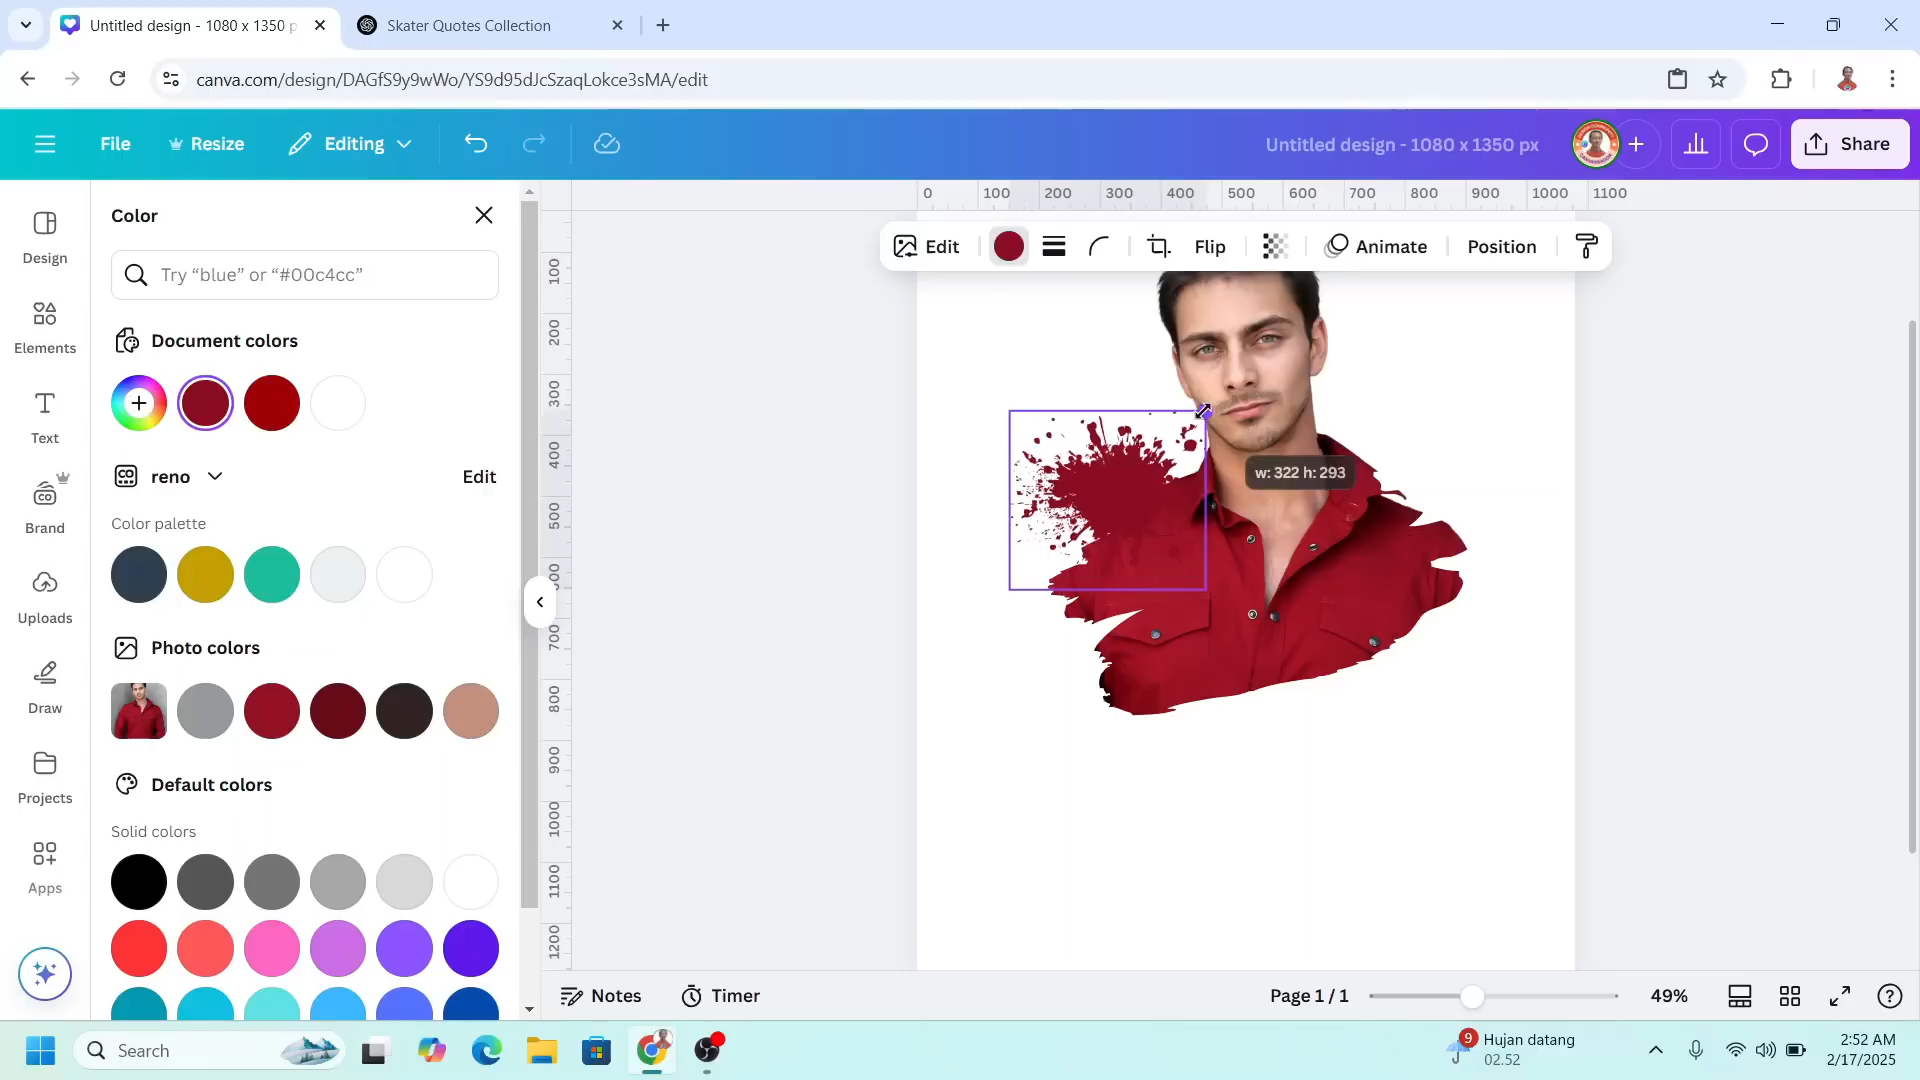 Untitled design - 1080 x 1350 p
Skater Quotes Collection
canva.com/design/DAGfS9y9wWo/YS9d95dJcSzaqLokce3sMA/edit
File
Resize
Editing
Untitled design - 1080 x 1350 px
Share
Design
Elements
Text
Brand
Uploads
Draw
Projects
Apps
Color
Try “blue” or “#00c4cc”
Document colors
reno
Edit
Color palette
Photo colors
Default colors
Solid colors
0 100 200 300 400 500 600 700 800 900 1000 1100
100
200
300
400
500
600
700
800
900
1000
1100
1200
Edit
Flip
Animate
Position
w: 322 h: 293
Notes
Timer
Page 1 / 1
49%
Search
9
Hujan datang
02.52
2:52 AM
2/17/2025